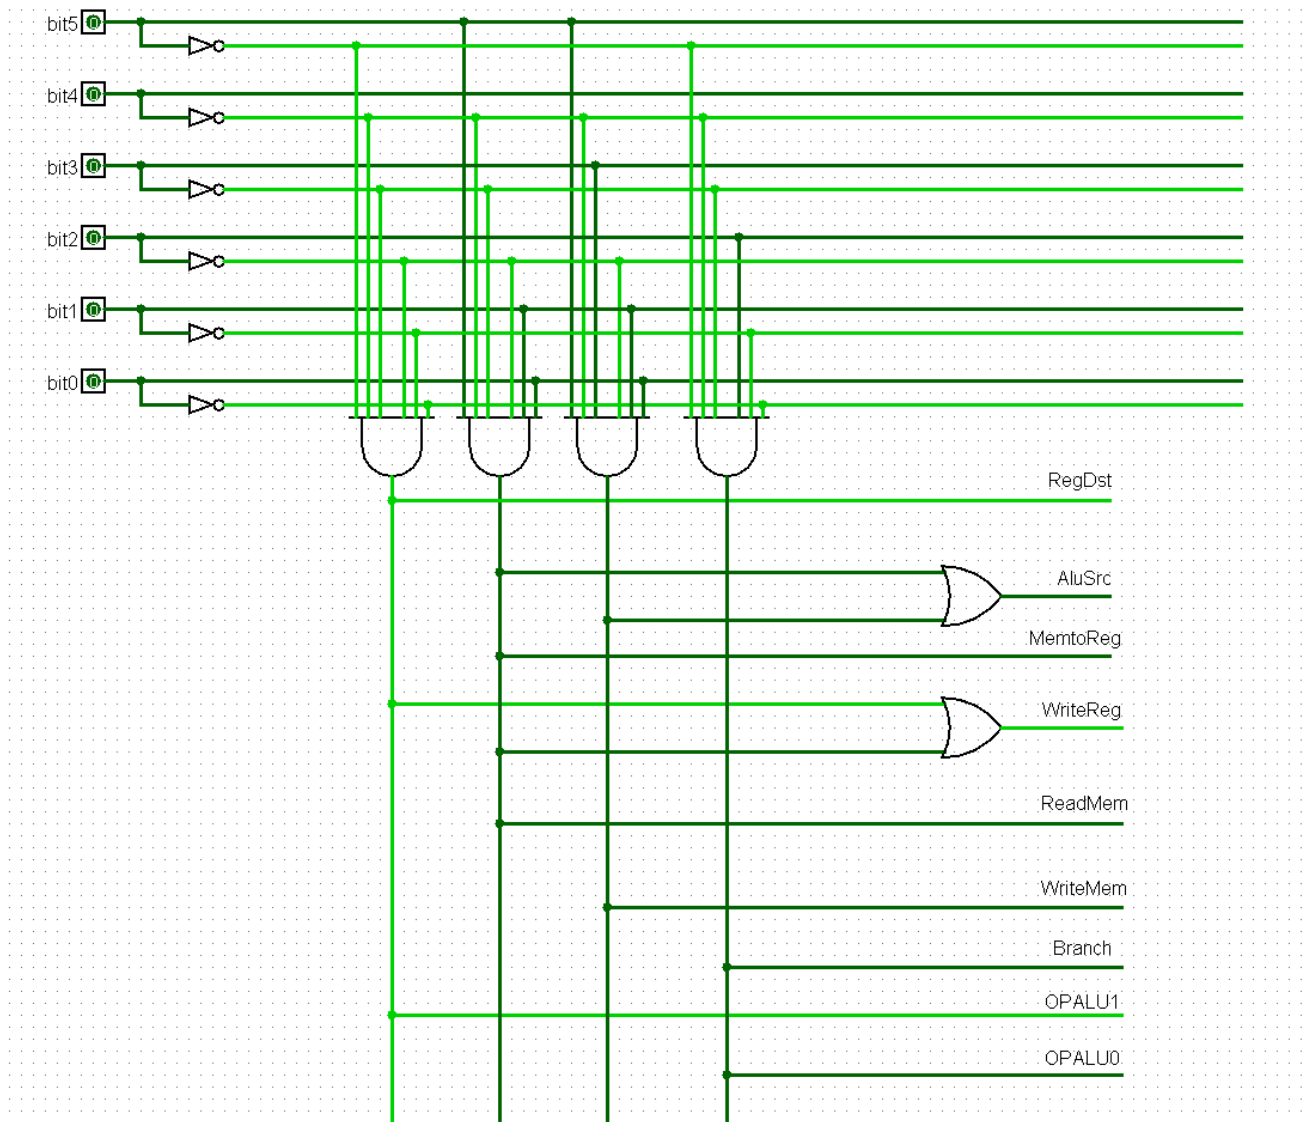 bit5
bit4
bit3
bit2
bit1
bit0
RegDst
AluSrc
MemtoReg
WriteReg
ReadMem
WriteMem
Branch
OPALU1
OPALU0